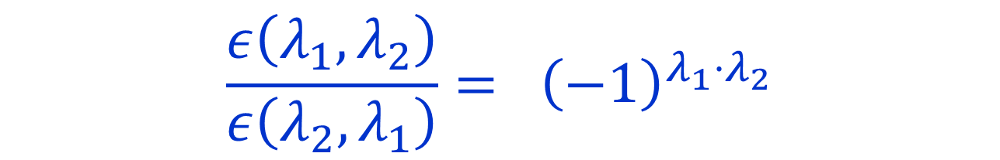 ϵ(λ₁, λ₂) / ϵ(λ₂, λ₁) = (−1)^(λ₁·λ₂)